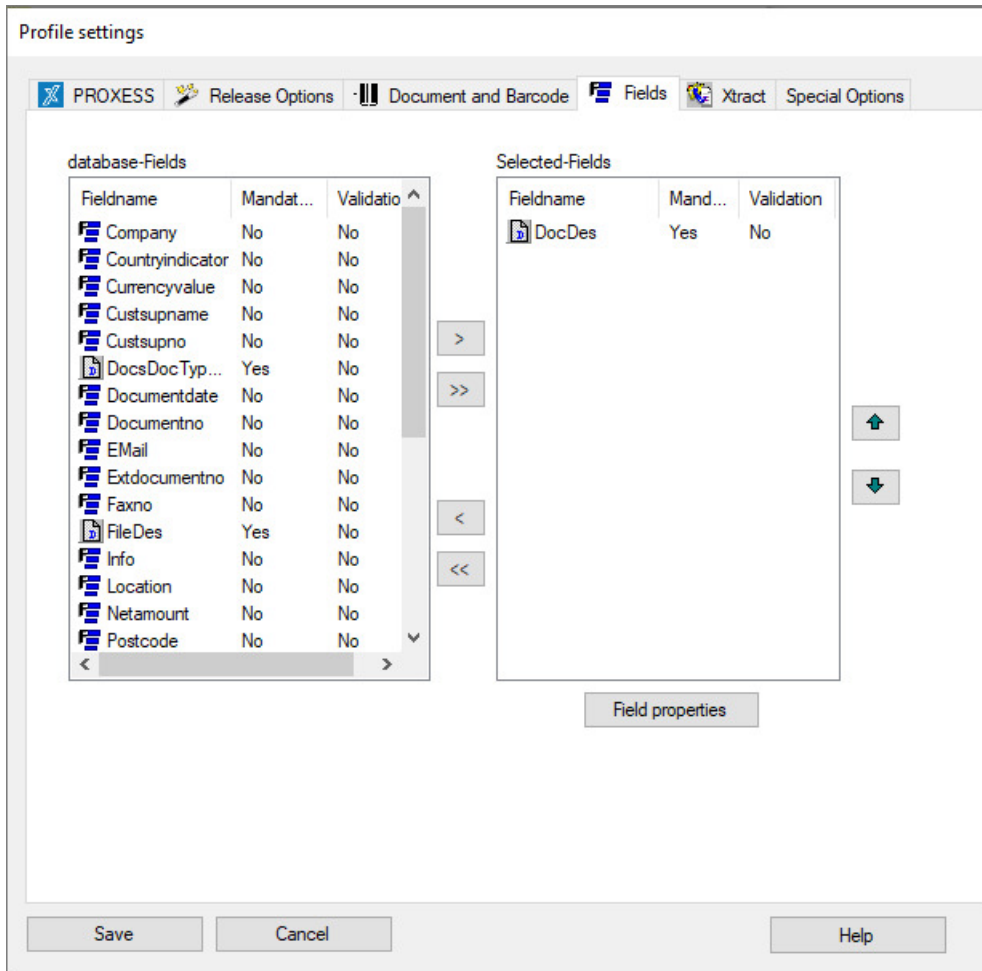 Profile settings
PROXESS Release Options Document and Barcode Fields Xtract Special Options
database-Fields
Fieldname Mandat... Validatio
Company No No
Countryindicator No No
Currencyvalue No No
Custsupname No No
Custsupno No No
DocsDocTyp... Yes No
Documentdate No No
Documentno No No
EMail No No
Extdocumentno No No
Faxno No No
FileDes Yes No
Info No No
Location No No
Netamount No No
Postcode No No
>
>>
<
<<
Selected-Fields
Fieldname Mand... Validation
DocDes Yes No
Field properties
Save Cancel Help